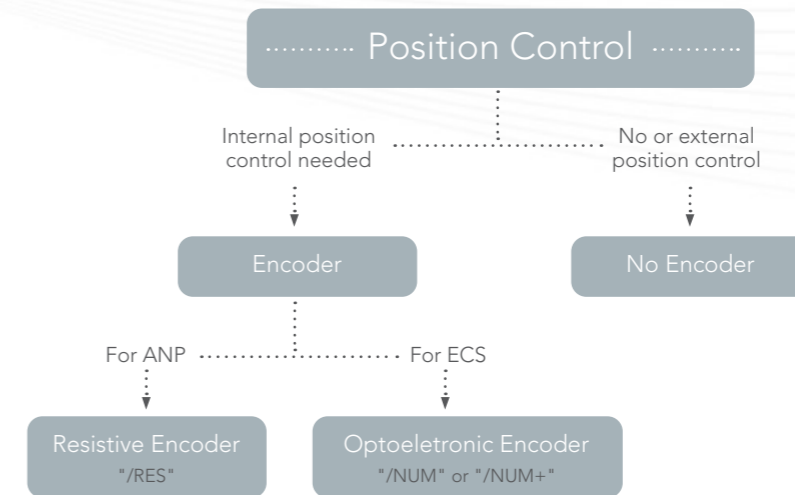 Position Control
Internal position
control needed
No or external
position control
Encoder
No Encoder
For ANP
For ECS
Resistive Encoder
"/RES"
Optoeletronic Encoder
"/NUM" or "/NUM+"